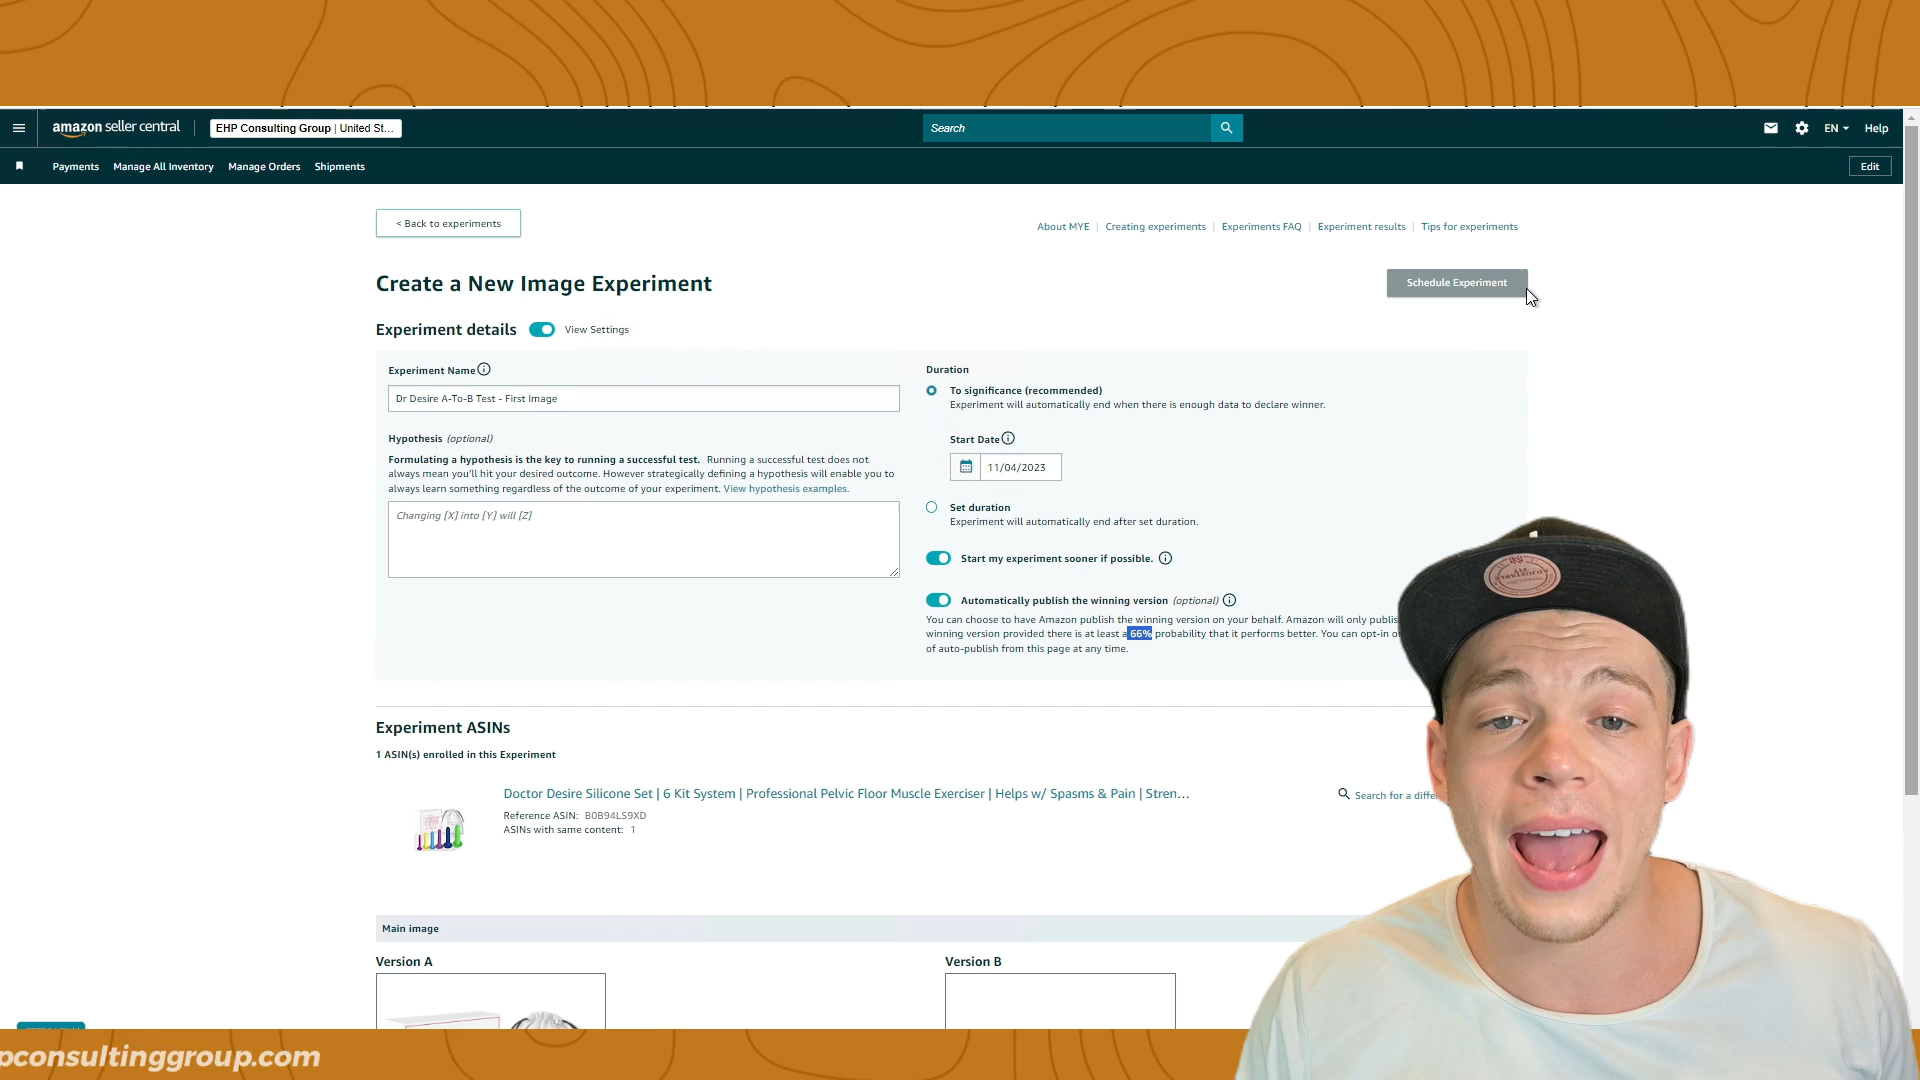 amazon seller central
EHP Consulting Group | United St...
Search
EN
Help
Payments
Manage All Inventory
Manage Orders
Shipments
Edit
< Back to experiments
About MYE | Creating experiments | Experiments FAQ | Experiment results | Tips for experiments
Create a New Image Experiment
Schedule Experiment
Experiment details
View Settings
Experiment Name
Dr Desire A-To-B Test - First Image
Hypothesis (optional)
Formulating a hypothesis is the key to running a successful test. Running a successful test does not
always mean you'll hit your desired outcome. However strategically defining a hypothesis will enable you to
always learn something regardless of the outcome of your experiment. View hypothesis examples.
Changing [X] into [Y] will [Z]
Duration
To significance (recommended)
Experiment will automatically end when there is enough data to declare winner.
Start Date
11/04/2023
Set duration
Experiment will automatically end after set duration.
Start my experiment sooner if possible.
Automatically publish the winning version (optional)
You can choose to have Amazon publish the winning version on your behalf. Amazon will only publis
winning version provided there is at least a 66% probability that it performs better. You can opt-in o
of auto-publish from this page at any time.
Experiment ASINs
1 ASIN(s) enrolled in this Experiment
Doctor Desire Silicone Set | 6 Kit System | Professional Pelvic Floor Muscle Exerciser | Helps w/ Spasms & Pain | Stren...
Reference ASIN: B0B94LS9XD
ASINs with same content: 1
Search for a differ
Main image
Version A
Version B
pconsultinggroup.com